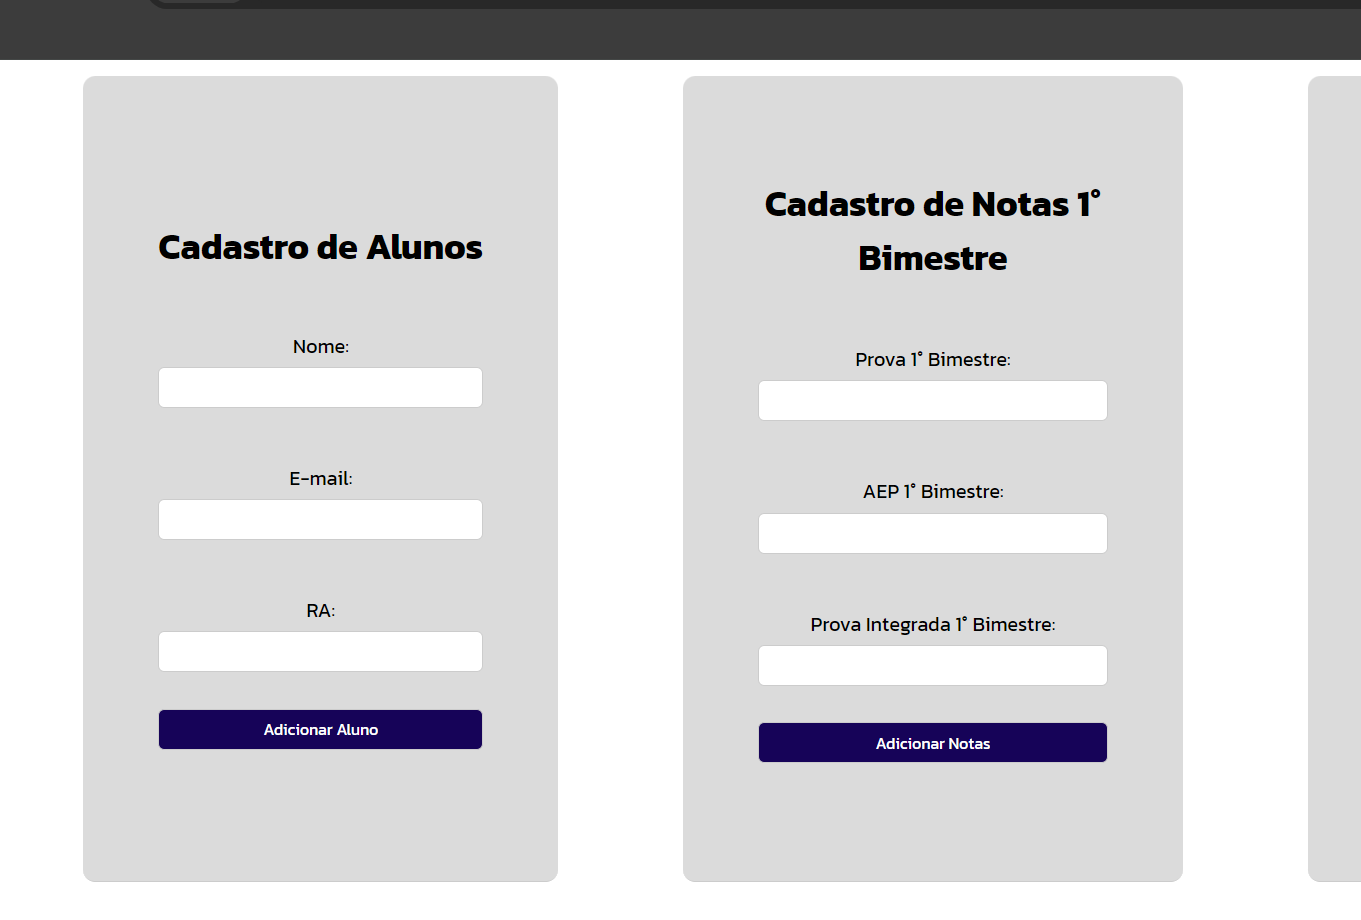 Cadastro de Alunos
Nome:
E-mail:
RA:
Adicionar Aluno
Cadastro de Notas 1°
Bimestre
Prova 1° Bimestre:
AEP 1° Bimestre:
Prova Integrada 1° Bimestre:
Adicionar Notas